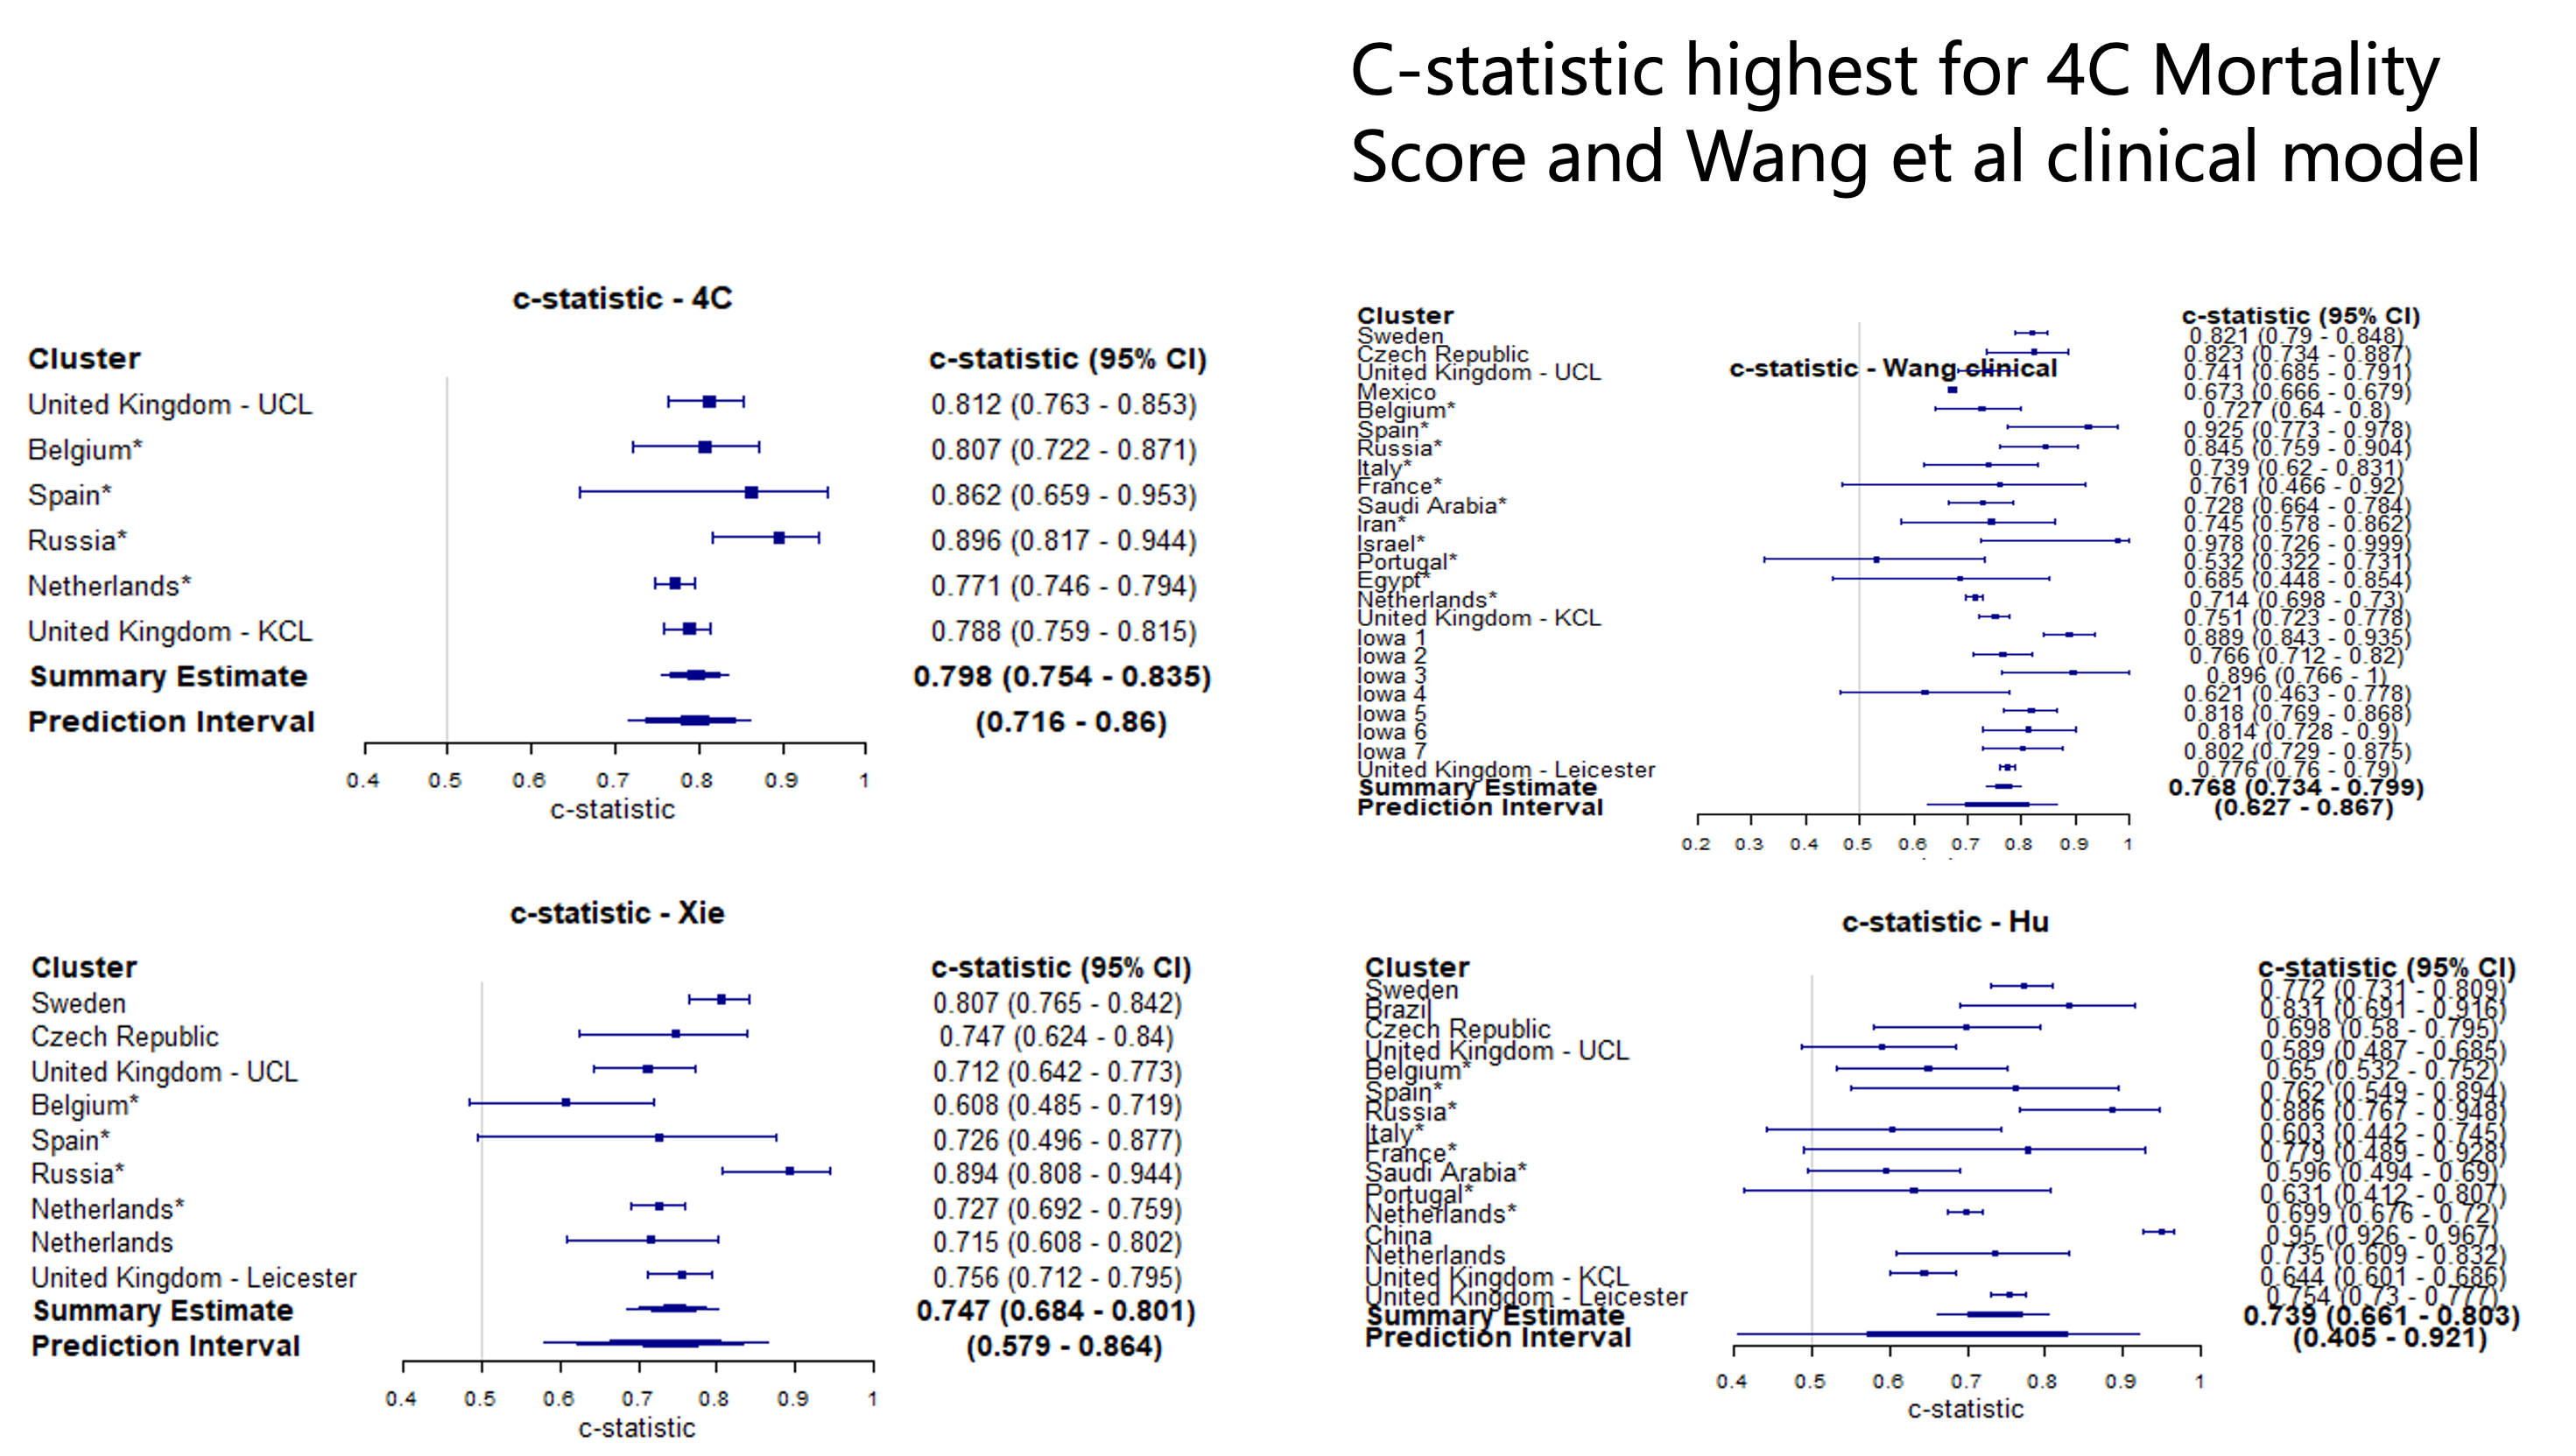 C-statistic highest for 4C Mortality
Score and Wang et al clinical model
c-statistic - 4C
Cluster c-statistic (95% CI)
United Kingdom - UCL 0.812 (0.763 - 0.853)
Belgium* 0.807 (0.722 - 0.871)
Spain* 0.862 (0.659 - 0.953)
Russia* 0.896 (0.817 - 0.944)
Netherlands* 0.771 (0.746 - 0.794)
United Kingdom - KCL 0.788 (0.759 - 0.815)
Summary Estimate 0.798 (0.754 - 0.835)
Prediction Interval (0.716 - 0.86)
0.4 0.5 0.6 0.7 0.8 0.9 1
c-statistic
Cluster c-statistic (95% CI)
Sweden 0.821 (0.79 - 0.848)
Czech Republic 0.823 (0.734 - 0.887)
c-statistic - Wang clinical
United Kingdom - UCL 0.741 (0.685 - 0.791)
Mexico 0.673 (0.666 - 0.679)
Belgium* 0.727 (0.64 - 0.8)
Spain* 0.925 (0.773 - 0.978)
Russia* 0.845 (0.759 - 0.904)
Italy* 0.739 (0.62 - 0.831)
France* 0.761 (0.466 - 0.92)
Saudi Arabia* 0.728 (0.664 - 0.784)
Iran* 0.745 (0.578 - 0.862)
Israel* 0.978 (0.726 - 0.999)
Portugal* 0.532 (0.322 - 0.731)
Egypt* 0.685 (0.448 - 0.854)
Netherlands* 0.714 (0.698 - 0.73)
United Kingdom - KCL 0.751 (0.723 - 0.778)
Iowa 1 0.889 (0.843 - 0.935)
Iowa 2 0.766 (0.712 - 0.82)
Iowa 3 0.896 (0.766 - 1)
Iowa 4 0.621 (0.463 - 0.778)
Iowa 5 0.818 (0.769 - 0.868)
Iowa 6 0.814 (0.728 - 0.9)
Iowa 7 0.802 (0.729 - 0.875)
United Kingdom - Leicester 0.776 (0.76 - 0.79)
Summary Estimate 0.768 (0.734 - 0.799)
Prediction Interval (0.627 - 0.867)
0.2 0.3 0.4 0.5 0.6 0.7 0.8 0.9 1
c-statistic - Xie
Cluster c-statistic (95% CI)
Sweden 0.807 (0.765 - 0.842)
Czech Republic 0.747 (0.624 - 0.84)
United Kingdom - UCL 0.712 (0.642 - 0.773)
Belgium* 0.608 (0.485 - 0.719)
Spain* 0.726 (0.496 - 0.877)
Russia* 0.894 (0.808 - 0.944)
Netherlands* 0.727 (0.692 - 0.759)
Netherlands 0.715 (0.608 - 0.802)
United Kingdom - Leicester 0.756 (0.712 - 0.795)
Summary Estimate 0.747 (0.684 - 0.801)
Prediction Interval (0.579 - 0.864)
0.4 0.5 0.6 0.7 0.8 0.9 1
c-statistic
c-statistic - Hu
Cluster c-statistic (95% CI)
Sweden 0.772 (0.731 - 0.809)
Brazil 0.831 (0.691 - 0.916)
Czech Republic 0.698 (0.58 - 0.795)
United Kingdom - UCL 0.589 (0.487 - 0.685)
Belgium* 0.65 (0.532 - 0.752)
Spain* 0.762 (0.549 - 0.894)
Russia* 0.886 (0.767 - 0.948)
Italy* 0.603 (0.442 - 0.745)
France* 0.779 (0.489 - 0.928)
Saudi Arabia* 0.596 (0.494 - 0.69)
Portugal* 0.631 (0.412 - 0.807)
Netherlands* 0.699 (0.676 - 0.72)
China 0.95 (0.926 - 0.967)
Netherlands 0.735 (0.609 - 0.832)
United Kingdom - KCL 0.644 (0.601 - 0.686)
United Kingdom - Leicester 0.754 (0.73 - 0.777)
Summary Estimate 0.739 (0.661 - 0.803)
Prediction Interval (0.405 - 0.921)
0.4 0.5 0.6 0.7 0.8 0.9 1
c-statistic